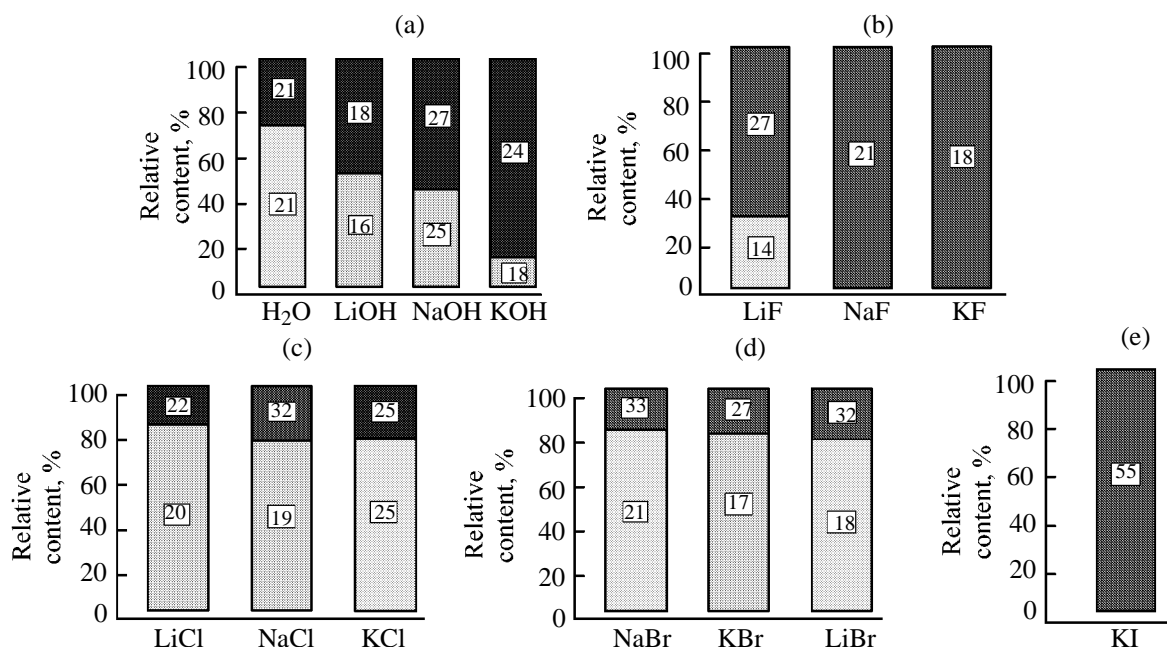 (a)
Relative
content, %
100
80
60
40
20
0
21
18
27
24
21
16
25
18
H2O LiOH NaOH KOH
(b)
Relative
content, %
100
80
60
40
20
0
27
21
18
14
LiF NaF KF
(c)
Relative
content, %
100
80
60
40
20
0
22
32
25
20
19
25
LiCl NaCl KCl
(d)
Relative
content, %
100
80
60
40
20
0
33
27
32
21
17
18
NaBr KBr LiBr
(e)
Relative
content, %
100
80
60
40
20
0
55
KI